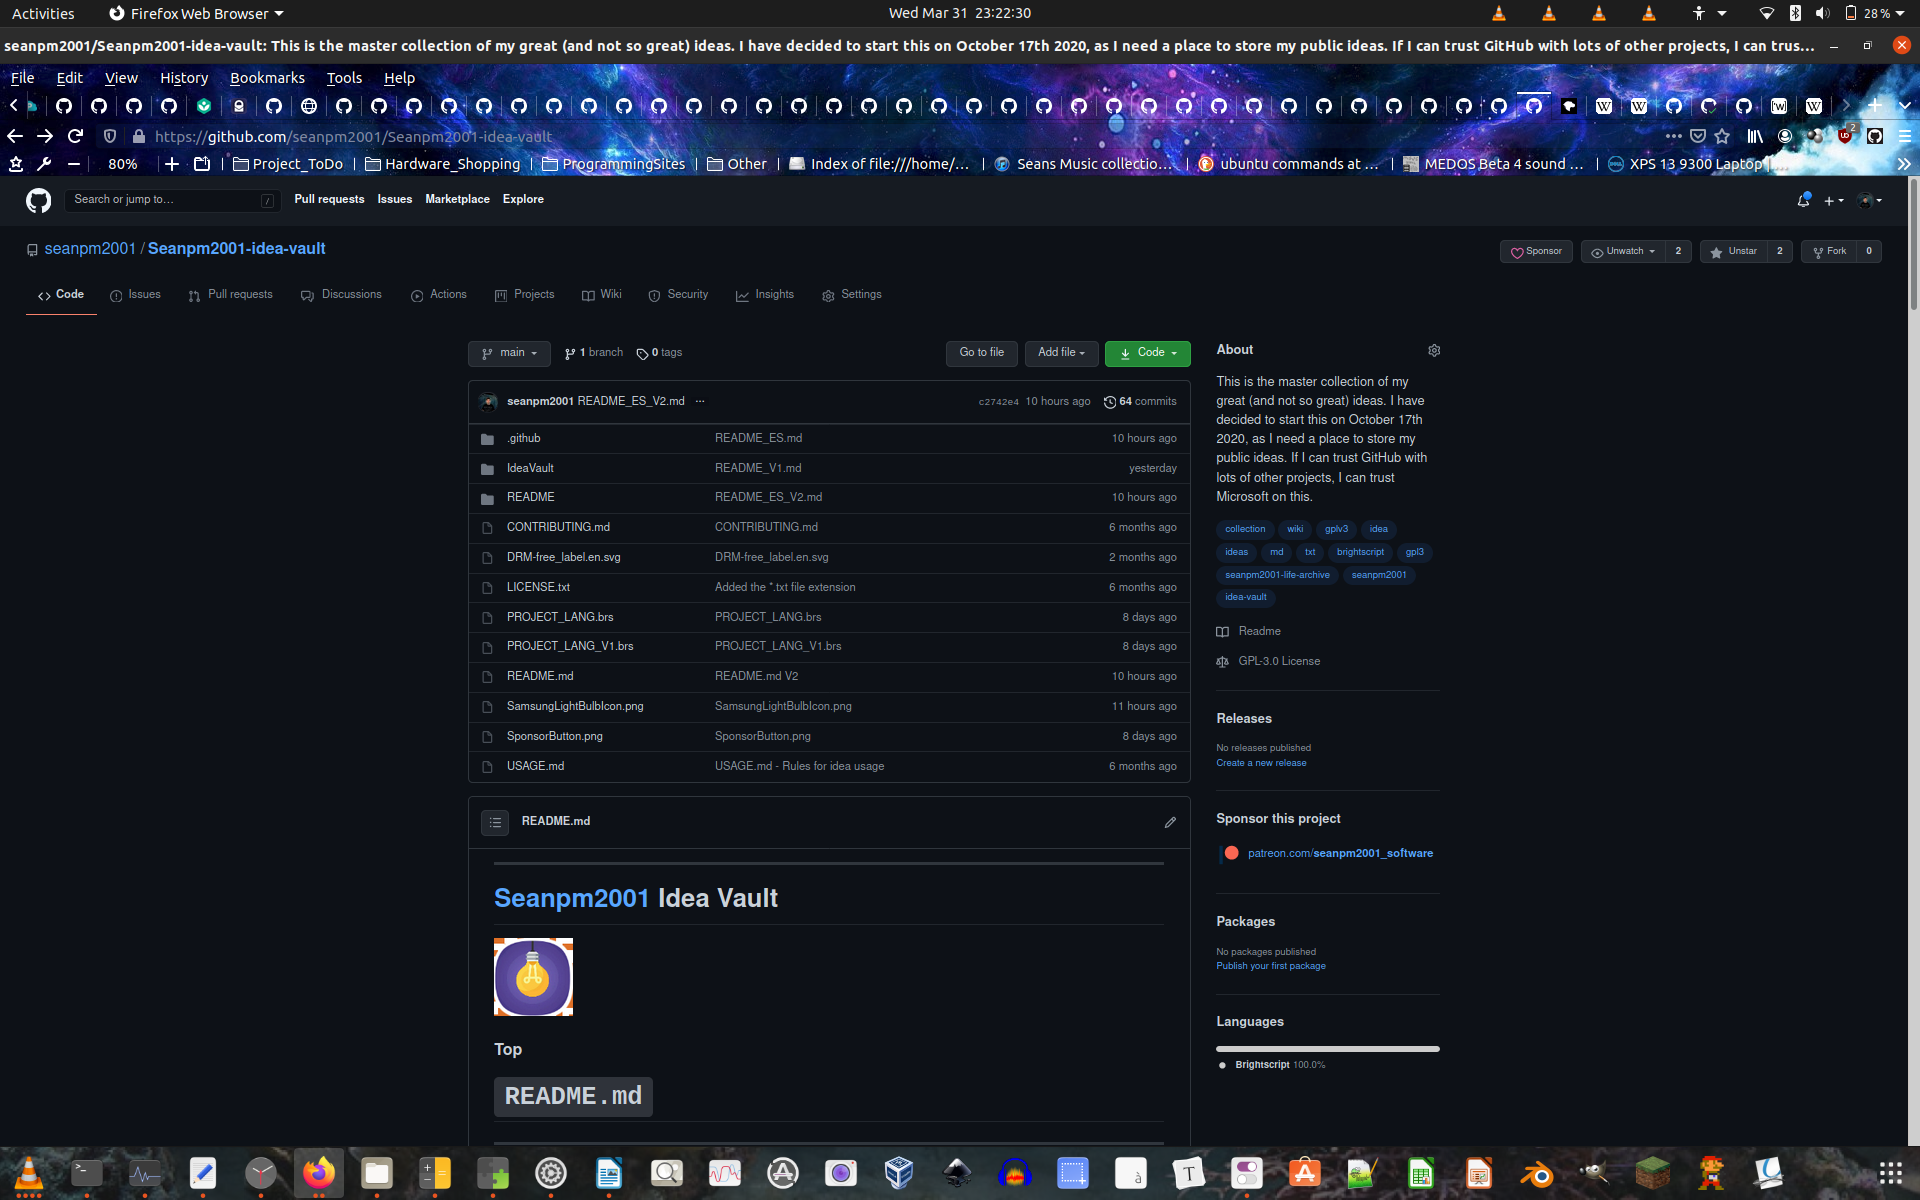 Activities
Firefox Web Browser
Wed Mar 31 23:22:30
28 %
seanpm2001/Seanpm2001-idea-vault: This is the master collection of my great (and not so great) ideas. I have decided to start this on October 17th 2020, as I need a place to store my public ideas. If I can trust GitHub with lots of other projects, I can trus...
File Edit View History Bookmarks Tools Help
https://github.com/seanpm2001/Seanpm2001-idea-vault
2
80%
Project_ToDo
Hardware_Shopping
ProgrammingSites
Other
Index of file:///home/...
Seans Music collectio...
ubuntu commands at ...
MEDOS Beta 4 sound ...
XPS 13 9300 Laptop
Search or jump to... /
Pull requests Issues Marketplace Explore
seanpm2001 / Seanpm2001-idea-vault
Sponsor
Unwatch 2
Unstar 2
Fork 0
Code Issues Pull requests Discussions Actions Projects Wiki Security Insights Settings
main
1 branch
0 tags
Go to file
Add file
Code
seanpm2001 README_ES_V2.md ...
c2742e4 10 hours ago 64 commits
.github README_ES.md 10 hours ago
IdeaVault README_V1.md yesterday
README README_ES_V2.md 10 hours ago
CONTRIBUTING.md CONTRIBUTING.md 6 months ago
DRM-free_label.en.svg DRM-free_label.en.svg 2 months ago
LICENSE.txt Added the *.txt file extension 6 months ago
PROJECT_LANG.brs PROJECT_LANG.brs 8 days ago
PROJECT_LANG_V1.brs PROJECT_LANG_V1.brs 8 days ago
README.md README.md V2 10 hours ago
SamsungLightBulbIcon.png SamsungLightBulbIcon.png 11 hours ago
SponsorButton.png SponsorButton.png 8 days ago
USAGE.md USAGE.md - Rules for idea usage 6 months ago
README.md
Seanpm2001 Idea Vault
Top
README.md
About
This is the master collection of my
great (and not so great) ideas. I have
decided to start this on October 17th
2020, as I need a place to store my
public ideas. If I can trust GitHub with
lots of other projects, I can trust
Microsoft on this.
collection wiki gplv3 idea
ideas md txt brightscript gpl3
seanpm2001-life-archive seanpm2001
idea-vault
Readme
GPL-3.0 License
Releases
No releases published
Create a new release
Sponsor this project
patreon.com/seanpm2001_software
Packages
No packages published
Publish your first package
Languages
Brightscript 100.0%